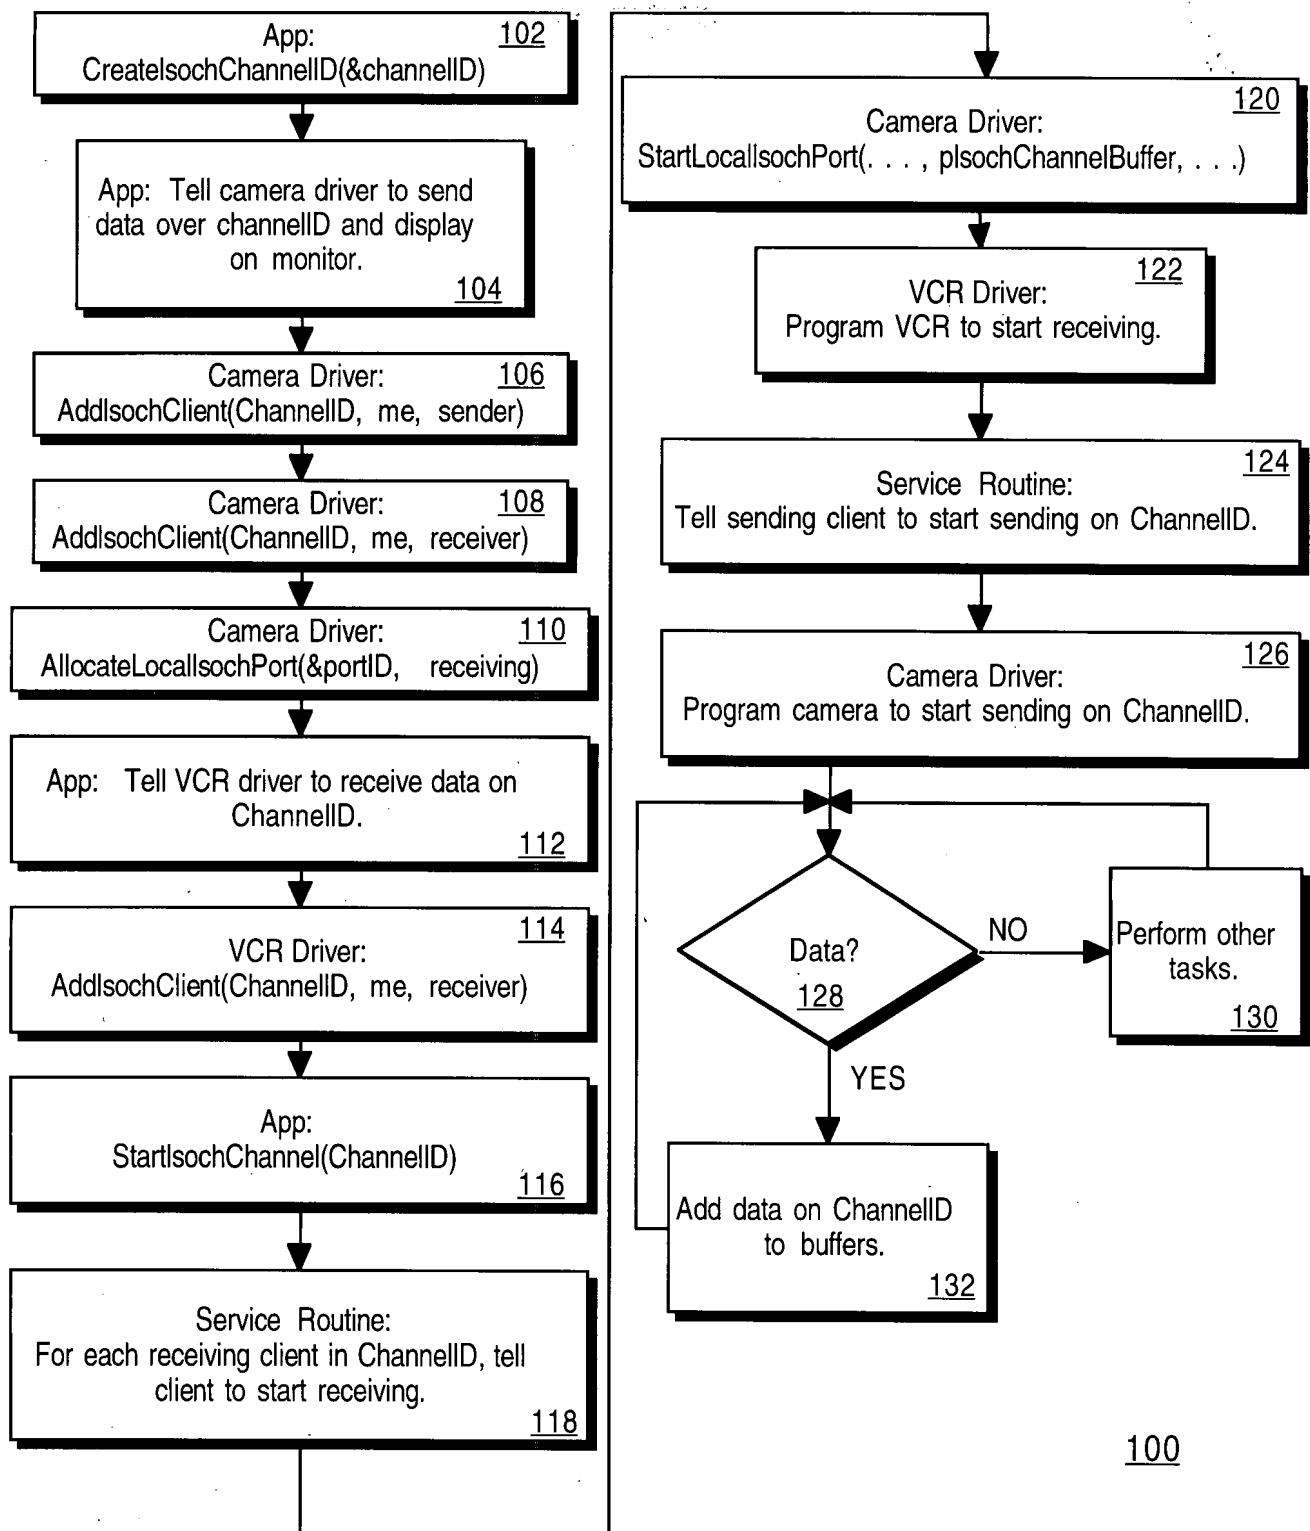 App: 102
CreateIsochChannelID(&channelID)
App: Tell camera driver to send
data over channelID and display
on monitor.
104
Camera Driver: 106
AddIsochClient(ChannelID, me, sender)
Camera Driver: 108
AddIsochClient(ChannelID, me, receiver)
Camera Driver: 110
AllocateLocalIsochPort(&portID, receiving)
App: Tell VCR driver to receive data on
ChannelID.
112
114
VCR Driver:
AddIsochClient(ChannelID, me, receiver)
App:
StartIsochChannel(ChannelID)
116
Service Routine:
For each receiving client in ChannelID, tell
client to start receiving.
118
120
Camera Driver:
StartLocalIsochPort(. . . , pIsochChannelBuffer, . . .)
122
VCR Driver:
Program VCR to start receiving.
124
Service Routine:
Tell sending client to start sending on ChannelID.
126
Camera Driver:
Program camera to start sending on ChannelID.
Data?
128
NO
Perform other
tasks.
130
YES
Add data on ChannelID
to buffers.
132
100